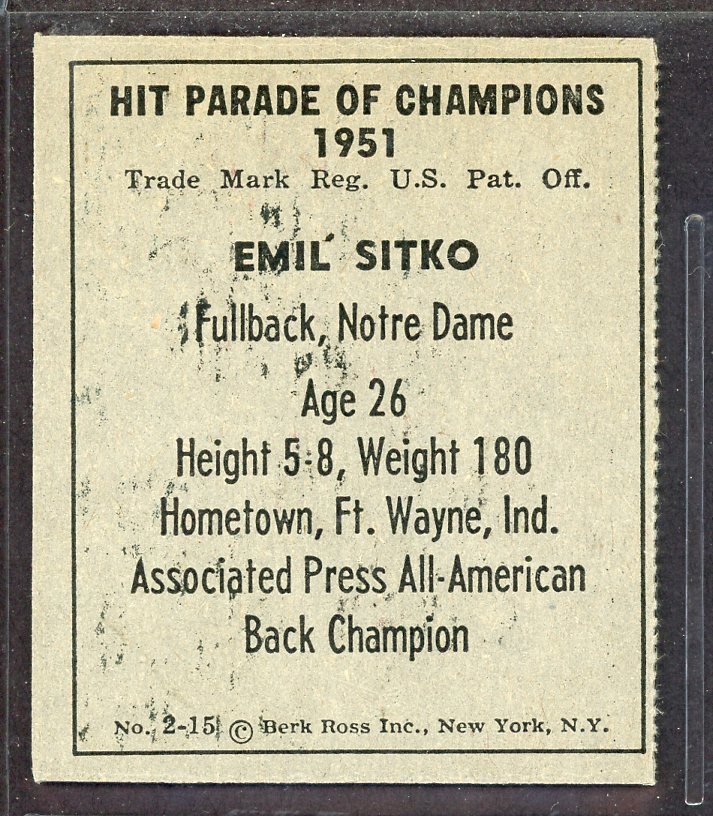 HIT PARADE OF CHAMPIONS
1951
Trade Mark Reg. U.S. Pat. Off.
EMIL SITKO
Fullback, Notre Dame
Age 26
Height 5-8, Weight 180
Hometown, Ft. Wayne, Ind.
Associated Press All-American
Back Champion
No. 2-15 © Berk Ross Inc., New York, N.Y.